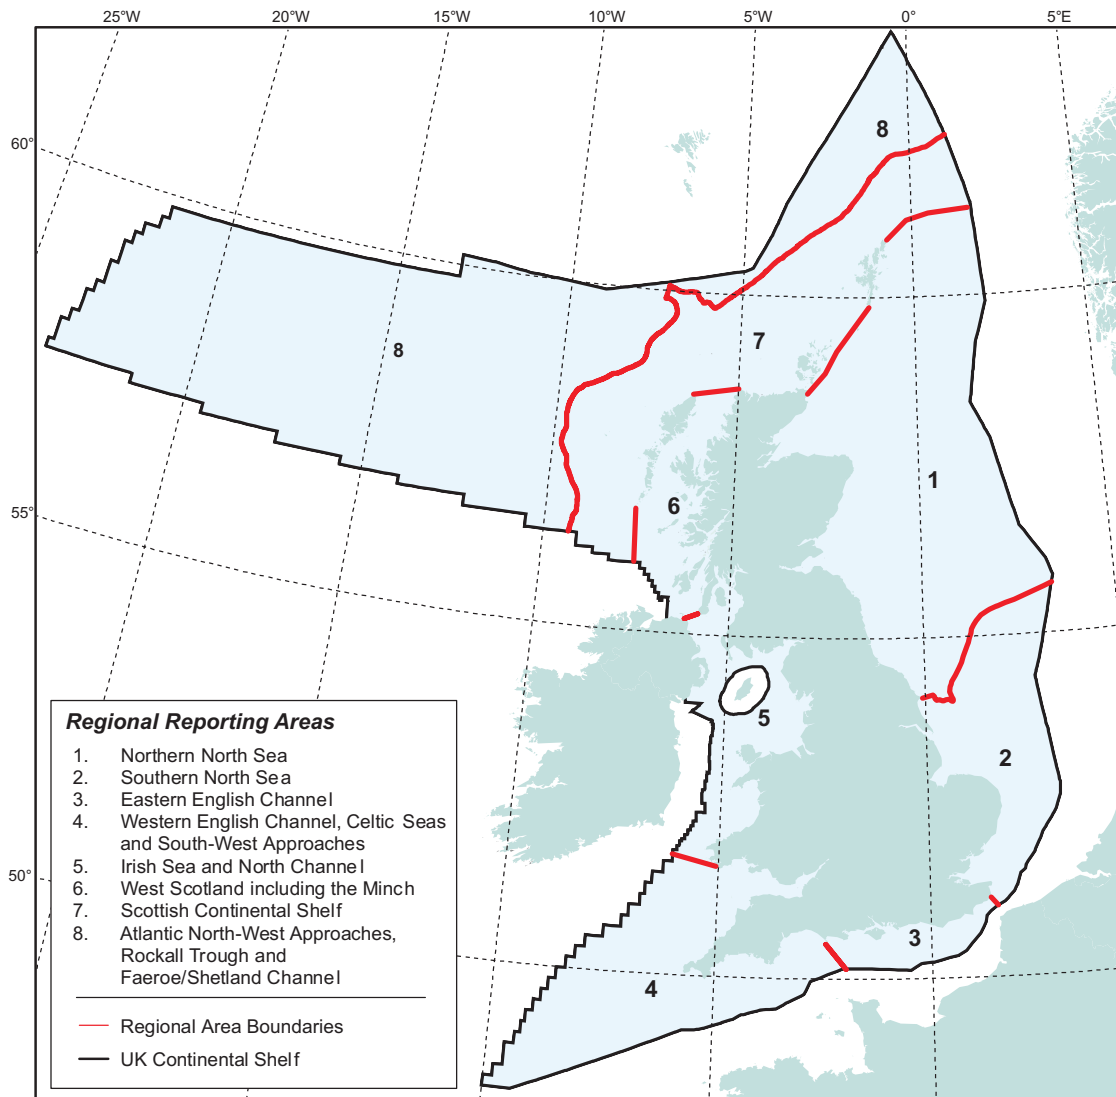 25°W 20°W 15°W 10°W 5°W 0° 5°E
60°
55°
50°
8
8
7
1
6
5
2
3
4
Regional Reporting Areas
1. Northern North Sea
2. Southern North Sea
3. Eastern English Channel
4. Western English Channel, Celtic Seas
and South-West Approaches
5. Irish Sea and North Channel
6. West Scotland including the Minch
7. Scottish Continental Shelf
8. Atlantic North-West Approaches,
Rockall Trough and
Faeroe/Shetland Channel
Regional Area Boundaries
UK Continental Shelf